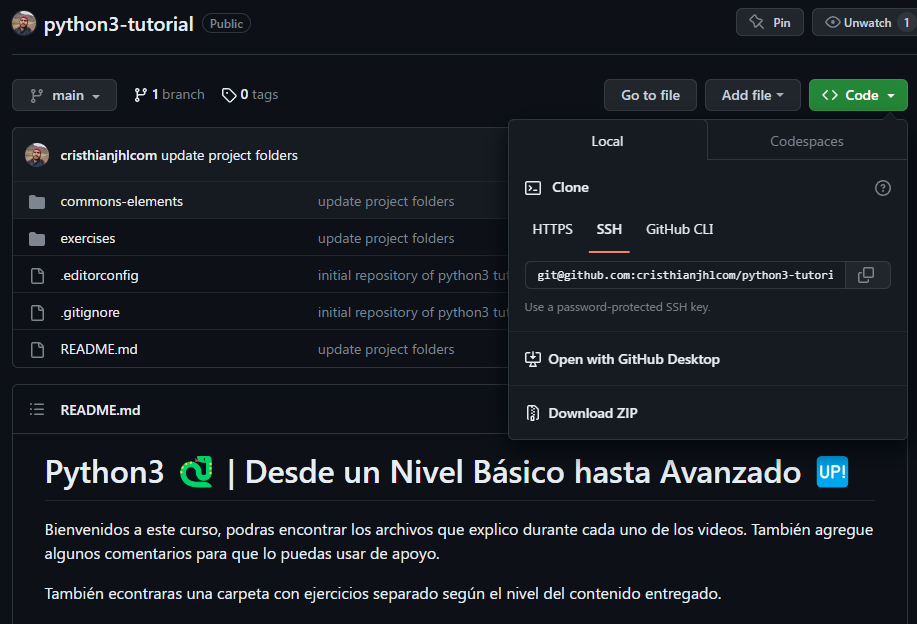 python3-tutorial Public Pin Unwatch 1
main 1 branch 0 tags Go to file Add file Code
cristhianjhlcom update project folders
commons-elements update project folders
exercises update project folders
.editorconfig initial repository of python3 tut
.gitignore initial repository of python3 tut
README.md update project folders
Local Codespaces
Clone
HTTPS SSH GitHub CLI
git@github.com:cristhianjhlcom/python3-tutori
Use a password-protected SSH key.
Open with GitHub Desktop
Download ZIP
README.md
Python3 🐍 | Desde un Nivel Básico hasta Avanzado UP!
Bienvenidos a este curso, podras encontrar los archivos que explico durante cada uno de los videos. También agregue
algunos comentarios para que lo puedas usar de apoyo.
También econtraras una carpeta con ejercicios separado según el nivel del contenido entregado.